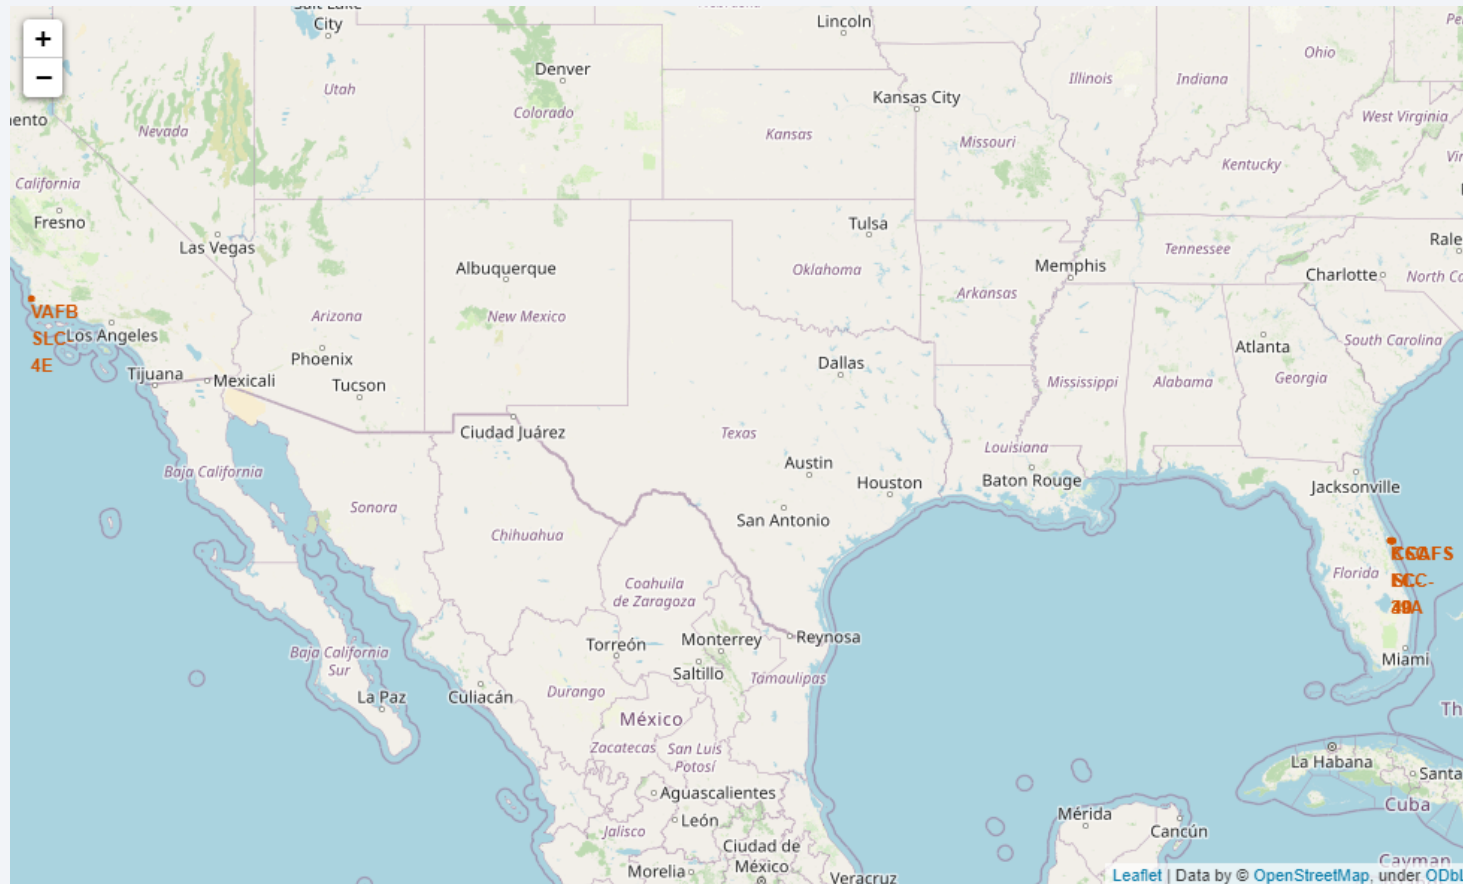 Salt Lake
City
Lincoln
Ohio
Denver
Illinois
Indiana
Utah
Kansas City
Colorado
West Virginia
ento
Nevada
Kansas
Missouri
Kentucky
California
Fresno
Tulsa
Las Vegas
Tennessee
Rale
Albuquerque
Oklahoma
Memphis
Charlotte
North Ca
Arkansas
VAFB
SLC-
4E
Los Angeles
Arizona
New Mexico
South Carolina
Atlanta
Phoenix
Dallas
Tijuana
Mexicali
Tucson
Mississippi
Alabama
Georgia
Ciudad Juárez
Texas
Louisiana
Baja California
Austin
Houston
Baton Rouge
Jacksonville
Sonora
San Antonio
Chihuahua
Florida
Coahuila
de Zaragoza
Torreón
Monterrey
Reynosa
Baja California
Sur
Saltillo
Tamaulipas
Miami
La Paz
Culiacán
Durango
México
Th
Zacatecas
San Luis
Potosí
La Habana
Santa
Aguascalientes
Cuba
León
Jalisco
Mérida
Cancún
Ciudad de
México
Morelia
Veracruz
Cayman
+
−
Leaflet | Data by © OpenStreetMap, under ODbL